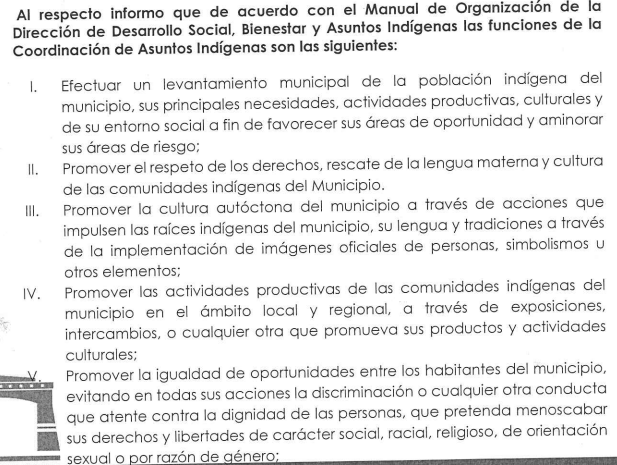 Al respecto informo que de acuerdo con el Manual de Organización de la
Dirección de Desarrollo Social, Bienestar y Asuntos Indígenas las funciones de la
Coordinación de Asuntos Indígenas son las siguientes:
I. Efectuar un levantamiento municipal de la población indígena del
municipio, sus principales necesidades, actividades productivas, culturales y
de su entorno social a fin de favorecer sus áreas de oportunidad y aminorar
sus áreas de riesgo;
II. Promover el respeto de los derechos, rescate de la lengua materna y cultura
de las comunidades indígenas del Municipio.
III. Promover la cultura autóctona del municipio a través de acciones que
impulsen las raíces indígenas del municipio, su lengua y tradiciones a través
de la implementación de imágenes oficiales de personas, simbolismos u
otros elementos;
IV. Promover las actividades productivas de las comunidades indígenas del
municipio en el ámbito local y regional, a través de exposiciones,
intercambios, o cualquier otra que promueva sus productos y actividades
culturales;
V. Promover la igualdad de oportunidades entre los habitantes del municipio,
evitando en todas sus acciones la discriminación o cualquier otra conducta
que atente contra la dignidad de las personas, que pretenda menoscabar
sus derechos y libertades de carácter social, racial, religioso, de orientación
sexual o por razón de género;